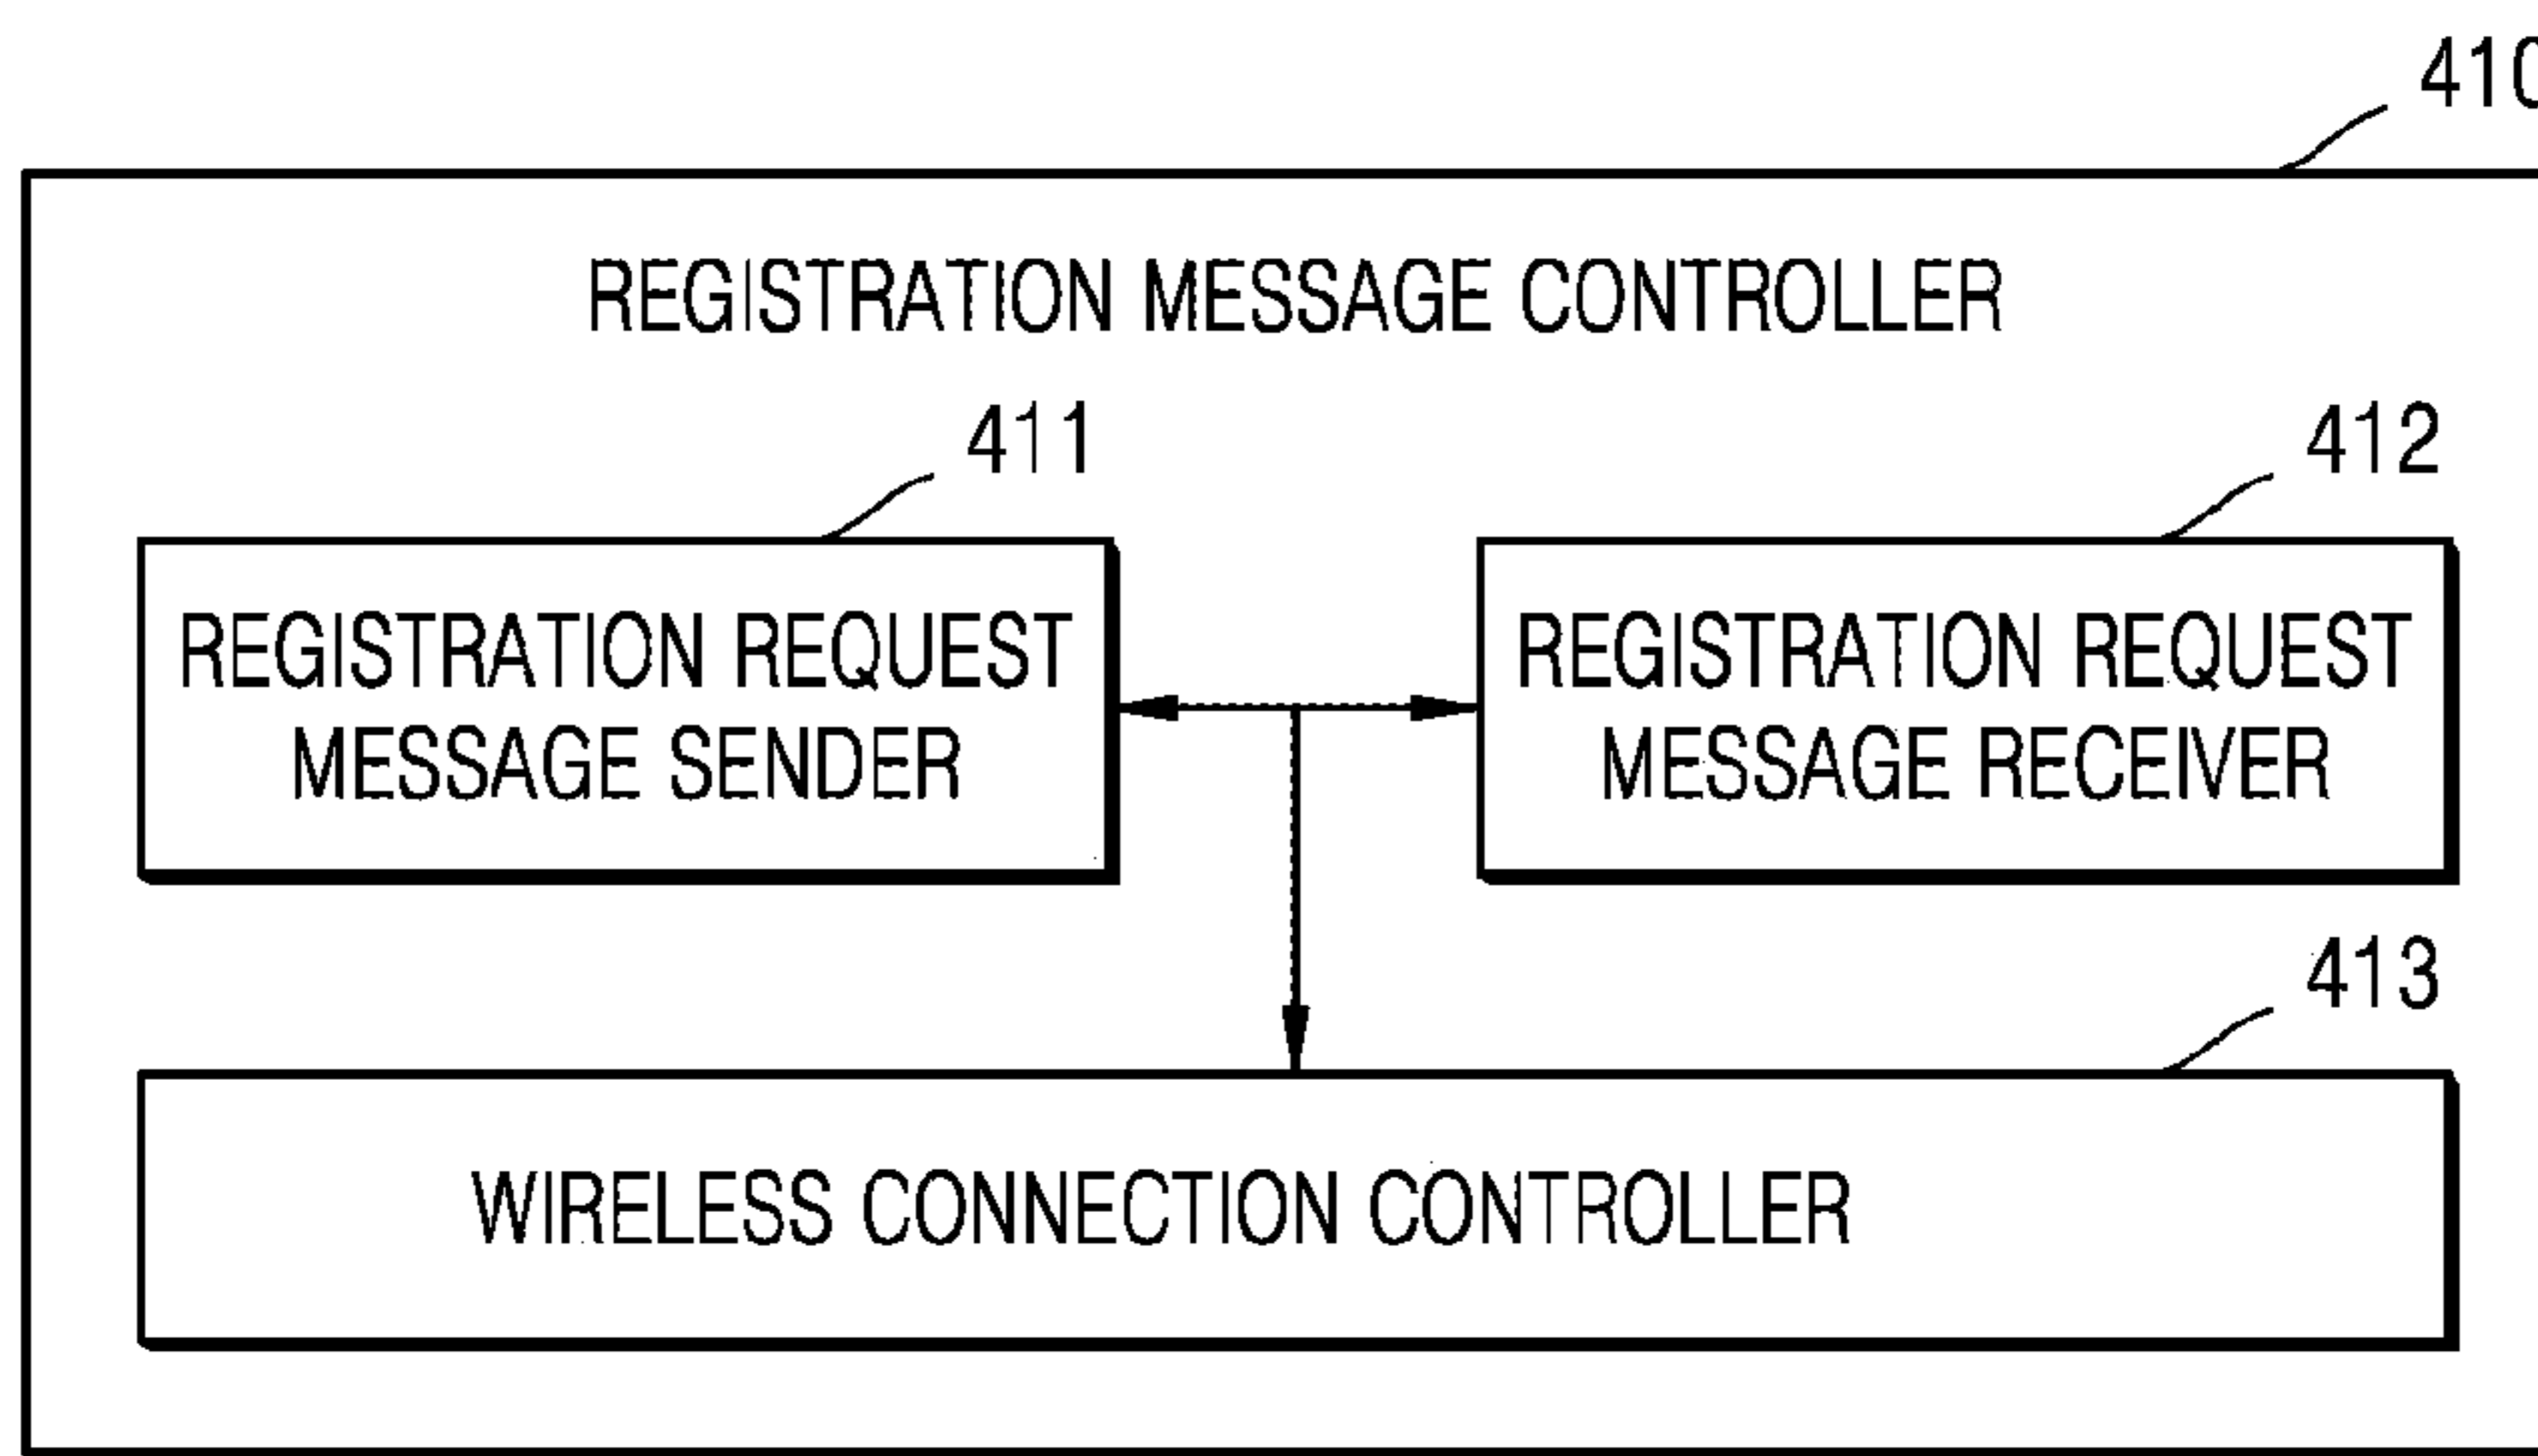 410
REGISTRATION MESSAGE CONTROLLER
411
412
REGISTRATION REQUEST
MESSAGE SENDER
REGISTRATION REQUEST
MESSAGE RECEIVER
413
WIRELESS CONNECTION CONTROLLER